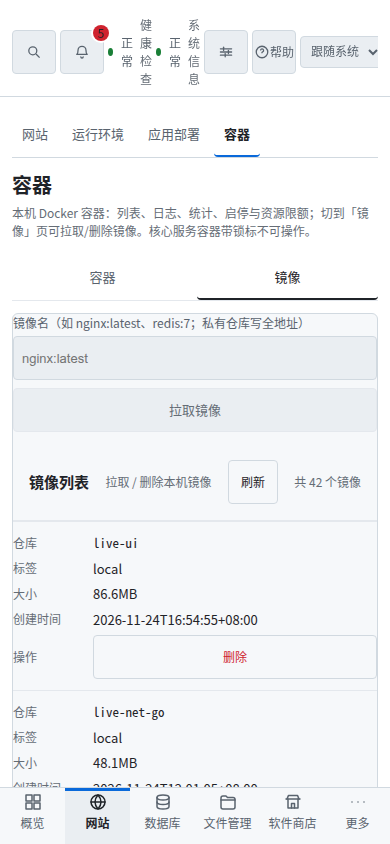 5
正常
健康检查
正常
系统信息
帮助
跟随系统
网站 运行环境 应用部署 容器
容器
本机 Docker 容器：列表、日志、统计、启停与资源限额；切到「镜
像」页可拉取/删除镜像。核心服务容器带锁标不可操作。
容器 镜像
镜像名（如 nginx:latest、redis:7；私有仓库写全地址）
nginx:latest
拉取镜像
镜像列表 拉取 / 删除本机镜像 刷新 共 42 个镜像
仓库 live-ui
标签 local
大小 86.6MB
创建时间 2026-11-24T16:54:55+08:00
操作 删除
仓库 live-net-go
标签 local
大小 48.1MB
概览 网站 数据库 文件管理 软件商店 更多